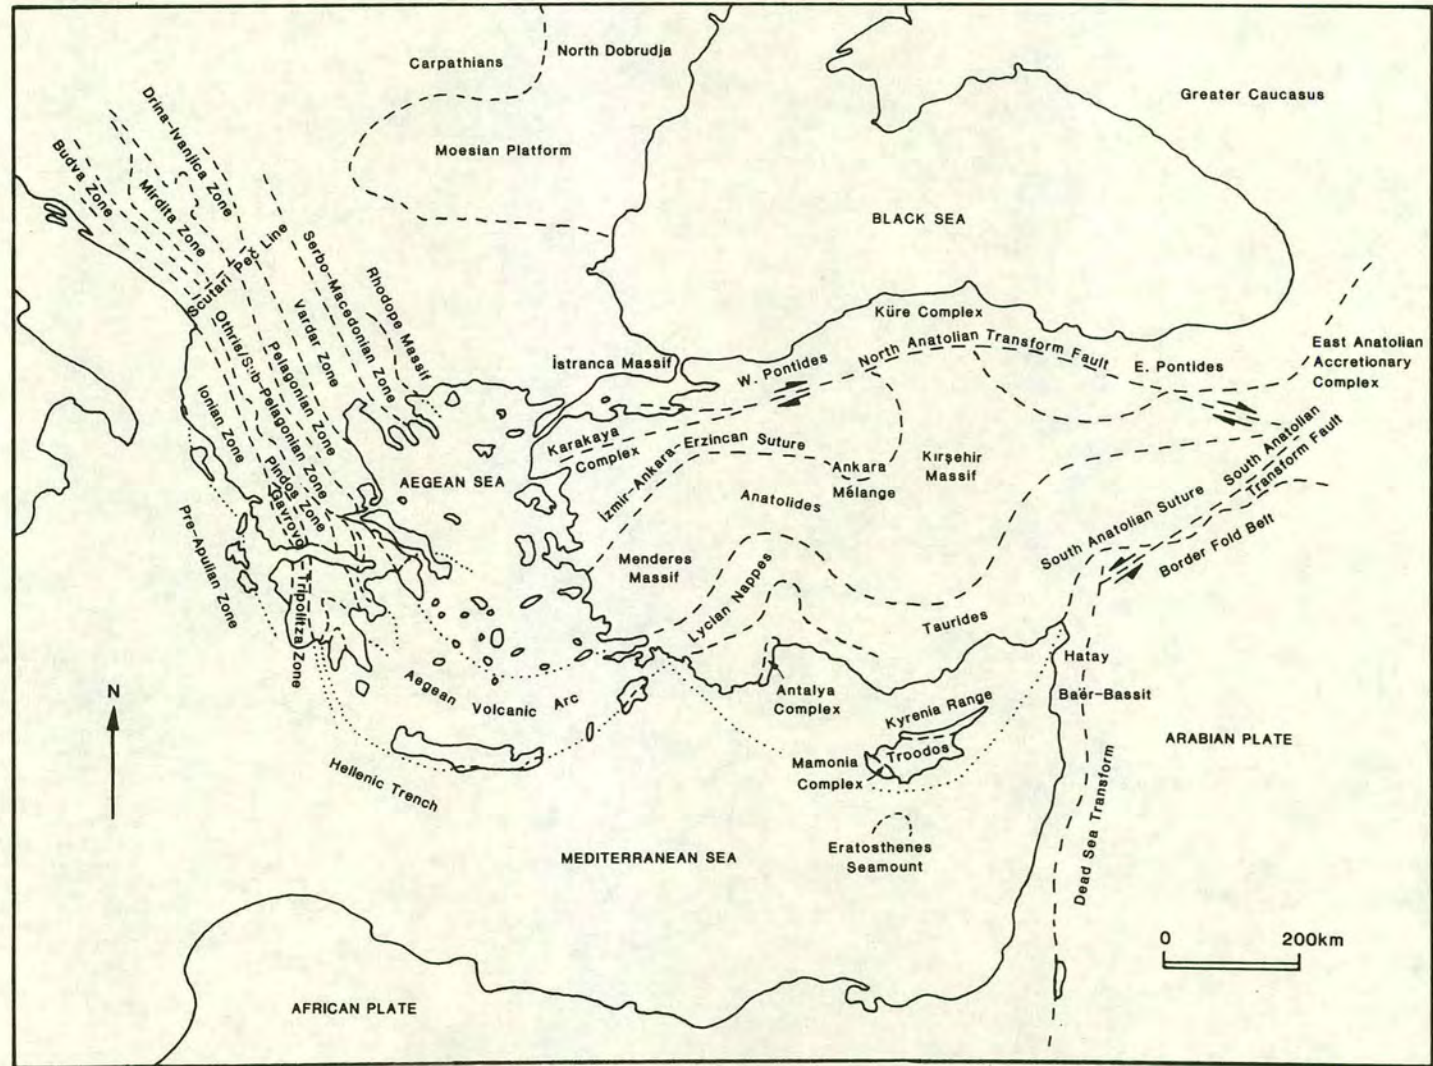 Carpathians
North Dobrudja
Greater Caucasus
Moesian Platform
Drina-Ivanjica Zone
Budva Zone
Mirdita Zone
Scutari Peć Line
Serbo-Macedonian Zone
Rhodope Massif
Vardar Zone
Pelagonian Zone
Othris/Sub-Pelagonian Zone
Ionian Zone
Pindos Zone
Gavrovo
Tripolitza Zone
Pre-Apulian Zone
BLACK SEA
Küre Complex
North Anatolian Transform Fault
İstranca Massif
W. Pontides
E. Pontides
East Anatolian
Accretionary
Complex
Karakaya
Complex
İzmir-Ankara-Erzincan Suture
Ankara
Mélange
Kırşehir
Massif
AEGEAN SEA
Anatolides
South Anatolian
Transform Fault
South Anatolian Suture
Border Fold Belt
Menderes
Massif
Lycian Nappes
Taurides
Hatay
Baër-Bassit
Antalya
Complex
Kyrenia Range
Troodos
Mamonia
Complex
Aegean Volcanic Arc
Hellenic Trench
N
ARABIAN PLATE
Dead Sea Transform
Eratosthenes
Seamount
MEDITERRANEAN SEA
0 200km
AFRICAN PLATE